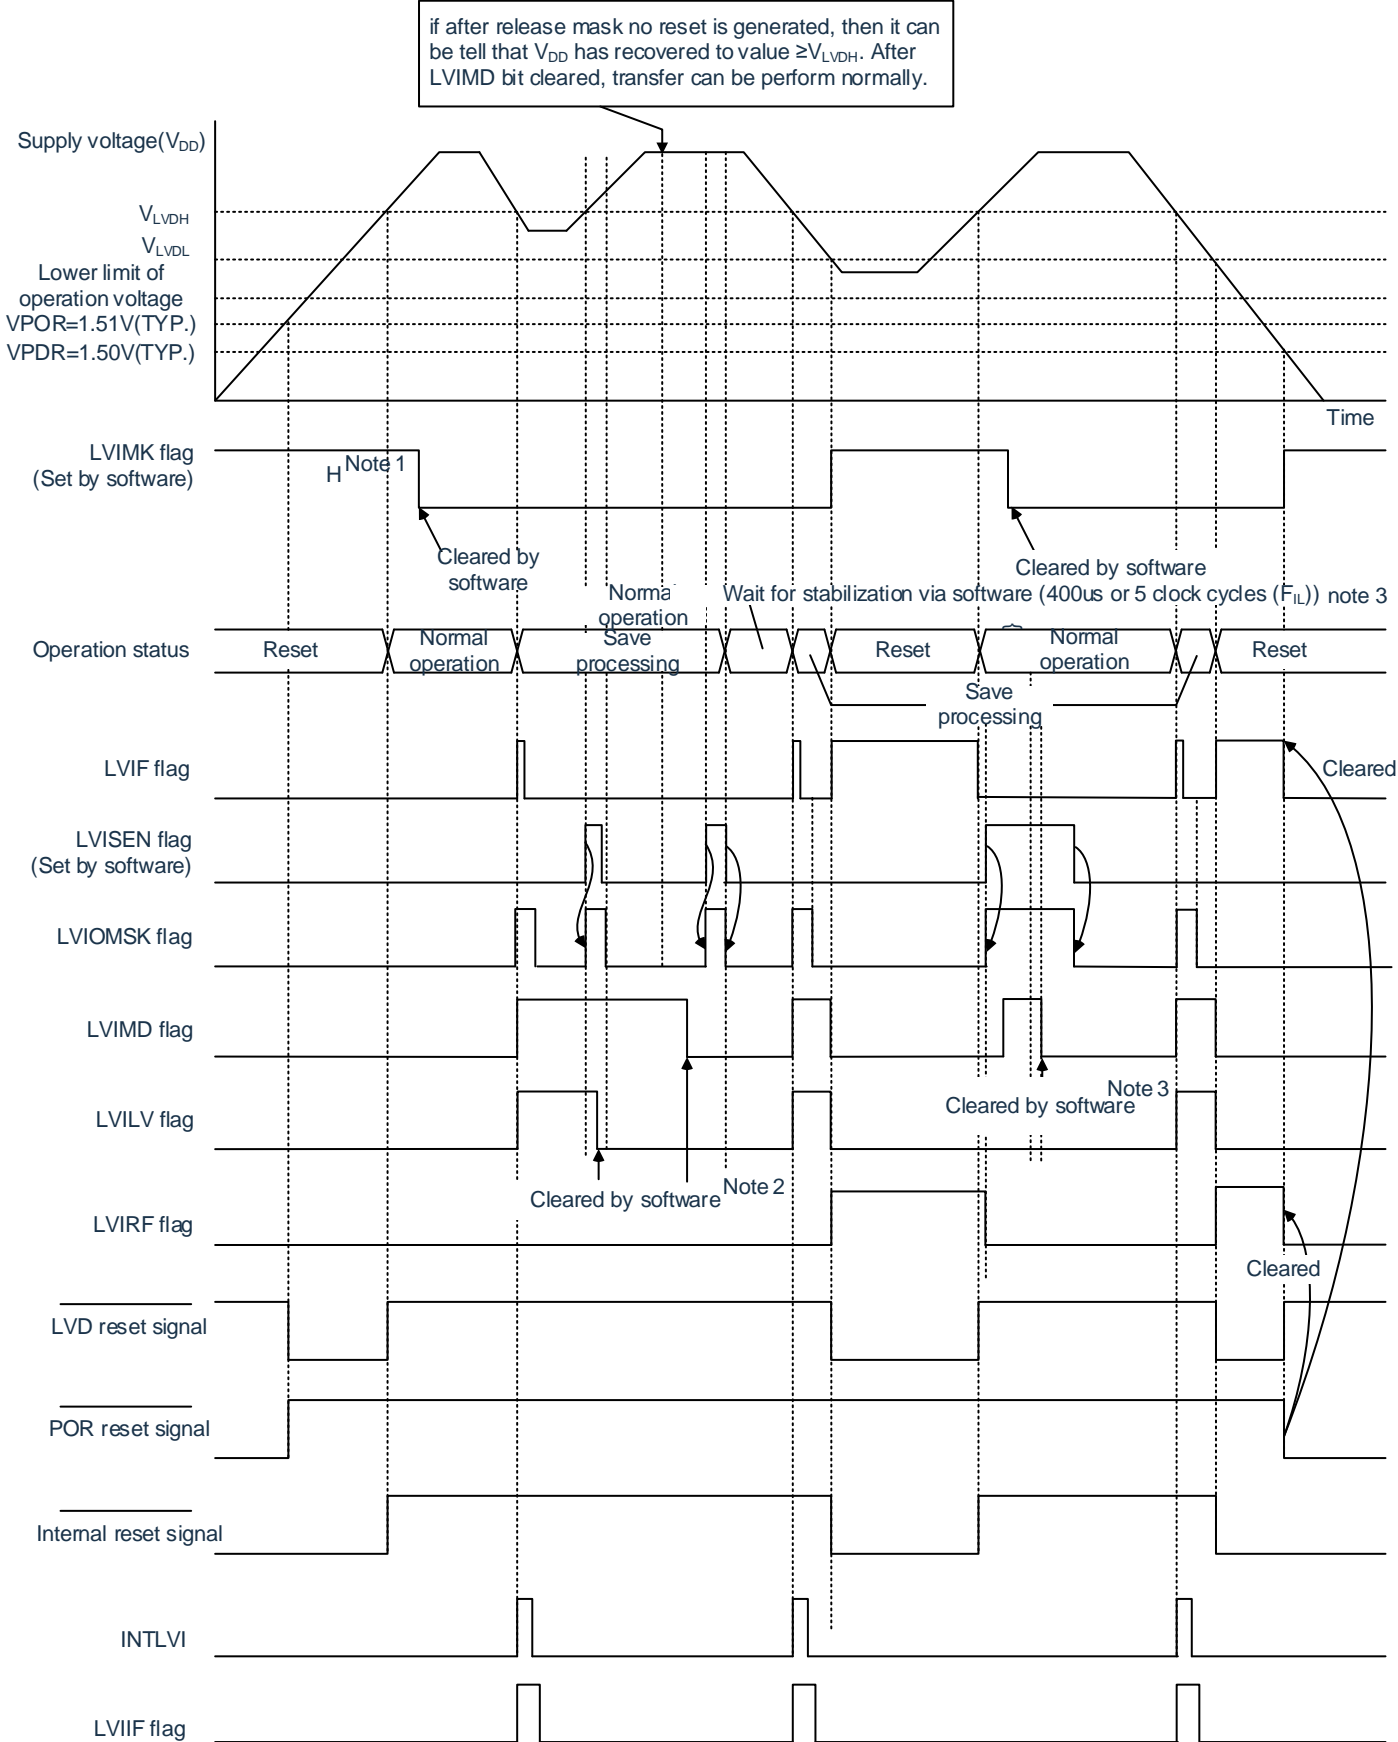 if after release mask no reset is generated, then it can
be tell that VDD has recovered to value ≥VLVDH. After
LVIMD bit cleared, transfer can be perform normally.
Supply voltage(VDD)
VLVDH
VLVDL
Lower limit of
operation voltage
VPOR=1.51V(TYP.)
VPDR=1.50V(TYP.)
Time
LVIMK flag
(Set by software)
H Note 1
Cleared by
software
Cleared by software
Norma
operation
Wait for stabilization via software (400us or 5 clock cycles (FIL)) note 3
Operation status
Reset
Normal
operation
Save
processing
Reset
Normal
operation
Reset
Save
processing
LVIF flag
Cleared
LVISEN flag
(Set by software)
LVIOMSK flag
LVIMD flag
Cleared by software Note 3
LVILV flag
Cleared by software Note 2
LVIRF flag
Cleared
LVD reset signal
POR reset signal
Internal reset signal
INTLVI
LVIIF flag